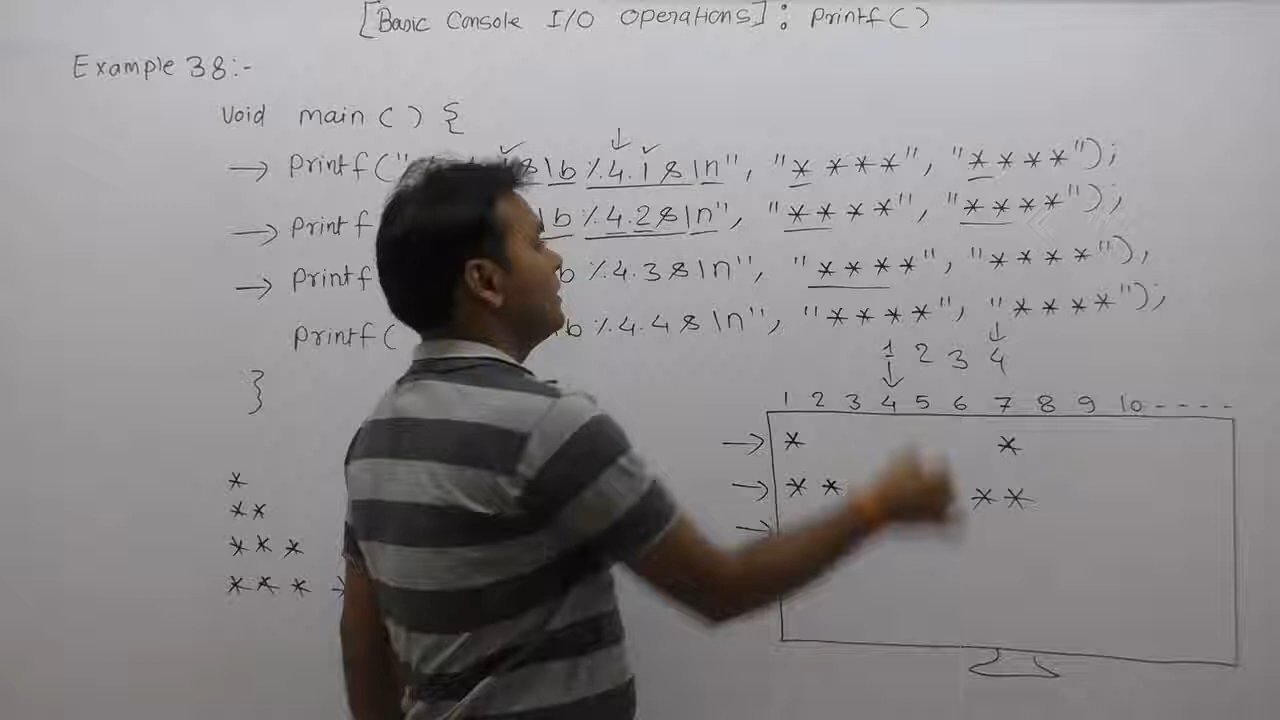 [Basic Console I/O Operations] : Printf()
Example 38:-
Void main() {
→ Printf(" \b %4.1s\n", "* * * *", "* * * *");
→ Printf \b %4.2s\n", "* * * *", "* * * *");
→ Printf b %4.3s\n", "* * * *", "* * * *");
Printf( b %4.4s\n", "* * * *", "* * * *");
}
1 2 3 4
1 2 3 4 5 6 7 8 9 10 - - - -
→ * *
→ * * * *
*
* *
* * *
* * *